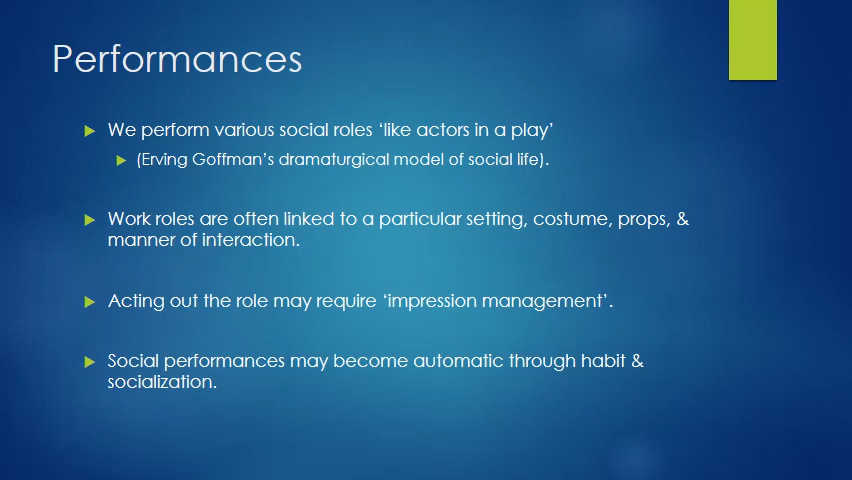 Performances
We perform various social roles ‘like actors in a play’
(Erving Goffman’s dramaturgical model of social life).
Work roles are often linked to a particular setting, costume, props, &
manner of interaction.
Acting out the role may require ‘impression management’.
Social performances may become automatic through habit &
socialization.